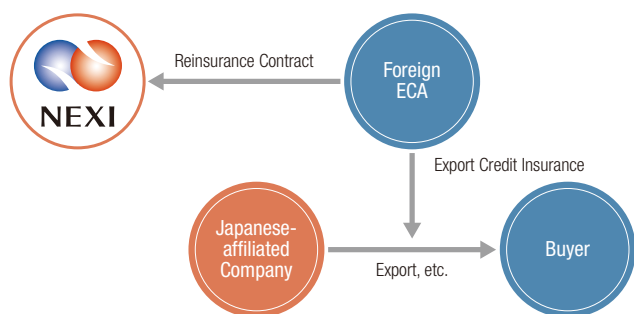 Reinsurance Contract
Foreign
ECA
NEXI
Export Credit Insurance
Japanese-
affiliated
Company
Export, etc.
Buyer